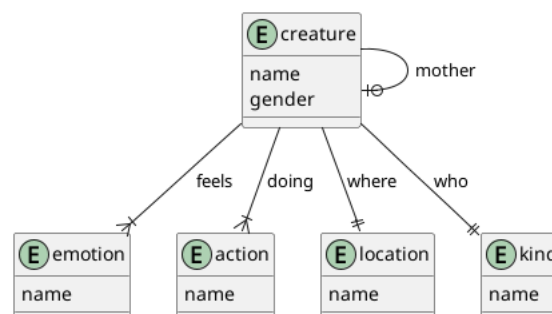 E creature
name
gender
mother
feels
doing
where
who
E emotion
name
E action
name
E location
name
E kind
name